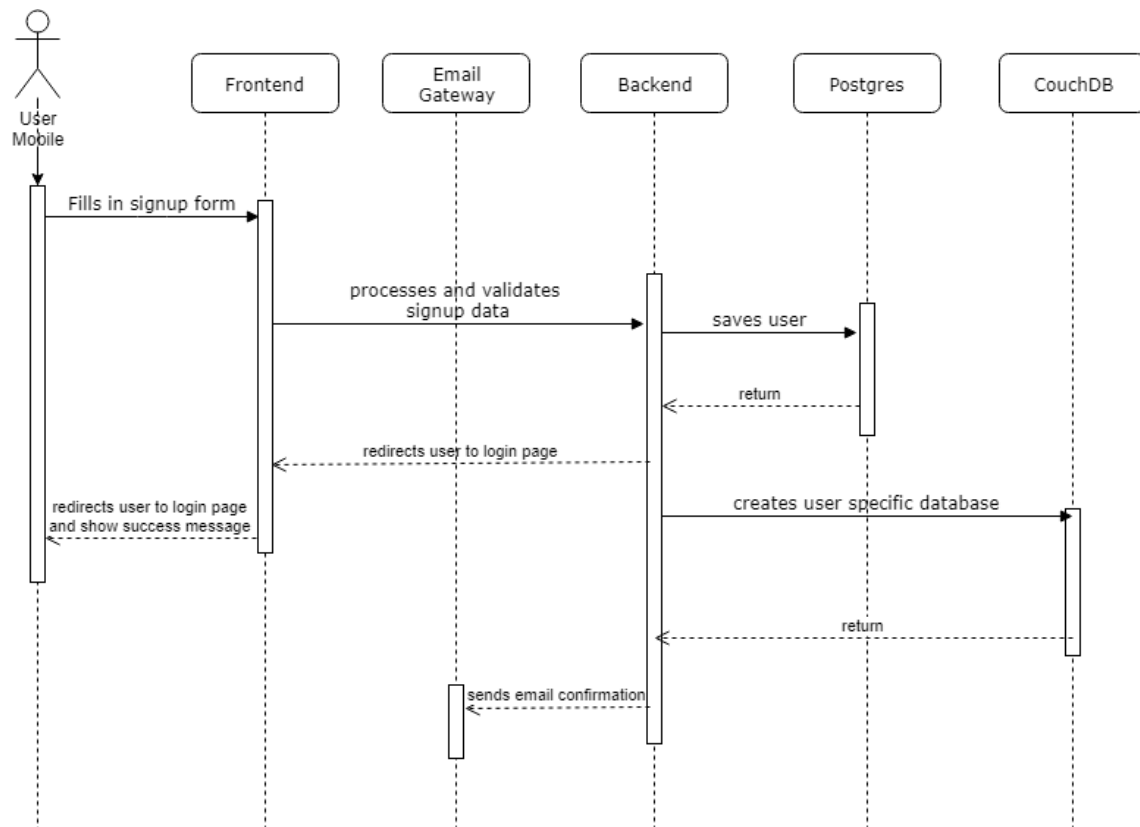 User
Mobile
Frontend
Email
Gateway
Backend
Postgres
CouchDB
Fills in signup form
processes and validates
signup data
saves user
return
redirects user to login page
redirects user to login page
and show success message
creates user specific database
return
sends email confirmation